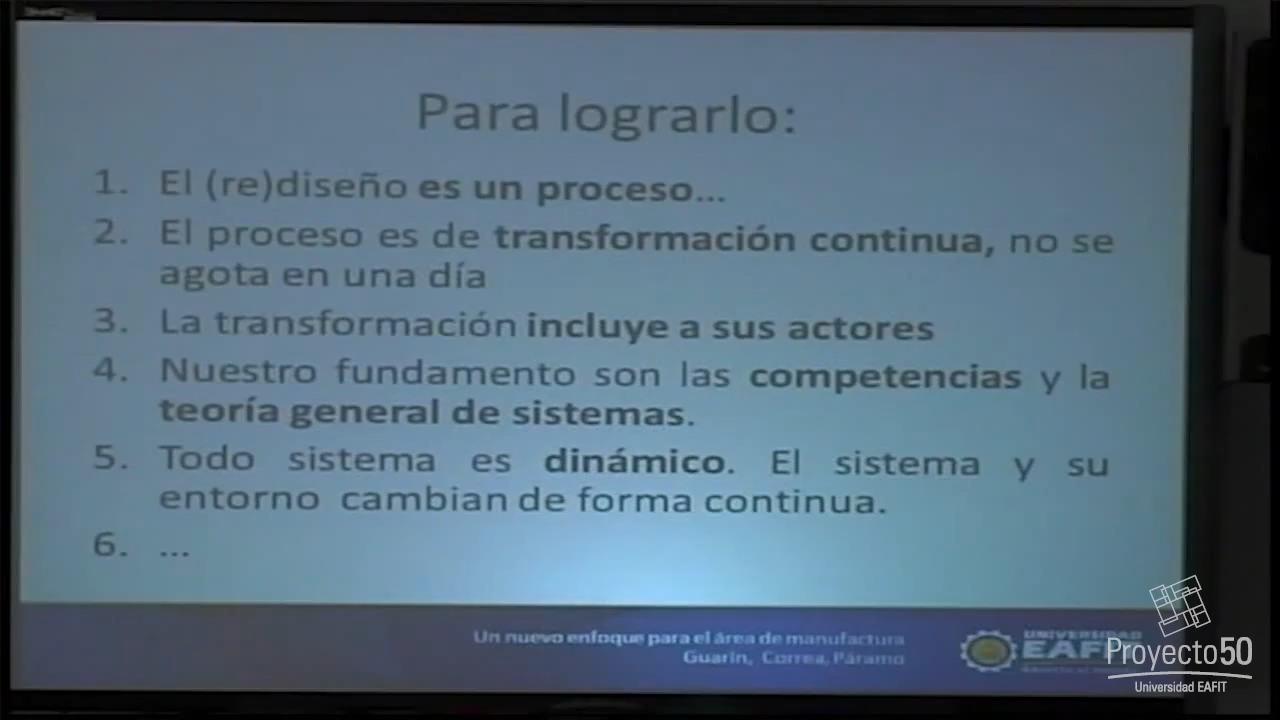 Para lograrlo:
1. El (re)diseño es un proceso...
2. El proceso es de transformación continua, no se
agota en una día
3. La transformación incluye a sus actores
4. Nuestro fundamento son las competencias y la
teoría general de sistemas.
5. Todo sistema es dinámico. El sistema y su
entorno cambian de forma continua.
6. ...
Un nuevo enfoque para el área de manufactura
Guarín, Correa, Páramo
UNIVERSIDAD
EAFIT
Proyecto50
Universidad EAFIT